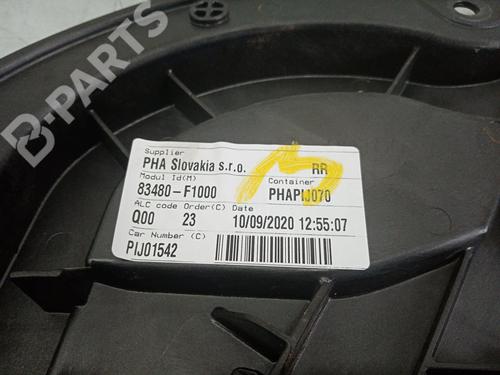 B-PARTS
Supplier
PHA Slovakia s.r.o. RR
Modul Id(M) Container
83480-F1000 PHAPIJ070
ALC code Order(C) Date
Q00 23 10/09/2020 12:55:07
Car Number (C)
PIJ01542